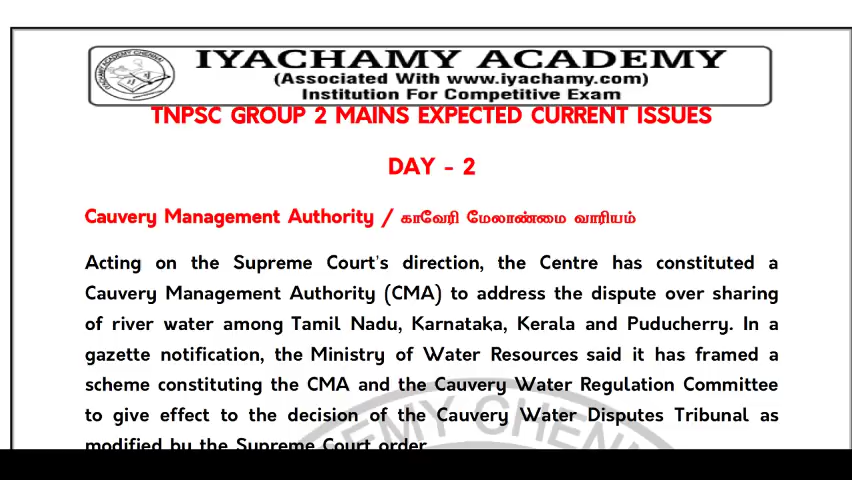 IYACHAMY ACADEMY
(Associated With www.iyachamy.com)
Institution For Competitive Exam
TNPSC GROUP 2 MAINS EXPECTED CURRENT ISSUES
DAY - 2
Cauvery Management Authority / காவேரி மேலாண்மை வாரியம்
Acting on the Supreme Court's direction, the Centre has constituted a
Cauvery Management Authority (CMA) to address the dispute over sharing
of river water among Tamil Nadu, Karnataka, Kerala and Puducherry. In a
gazette notification, the Ministry of Water Resources said it has framed a
scheme constituting the CMA and the Cauvery Water Regulation Committee
to give effect to the decision of the Cauvery Water Disputes Tribunal as
modified by the Supreme Court order.